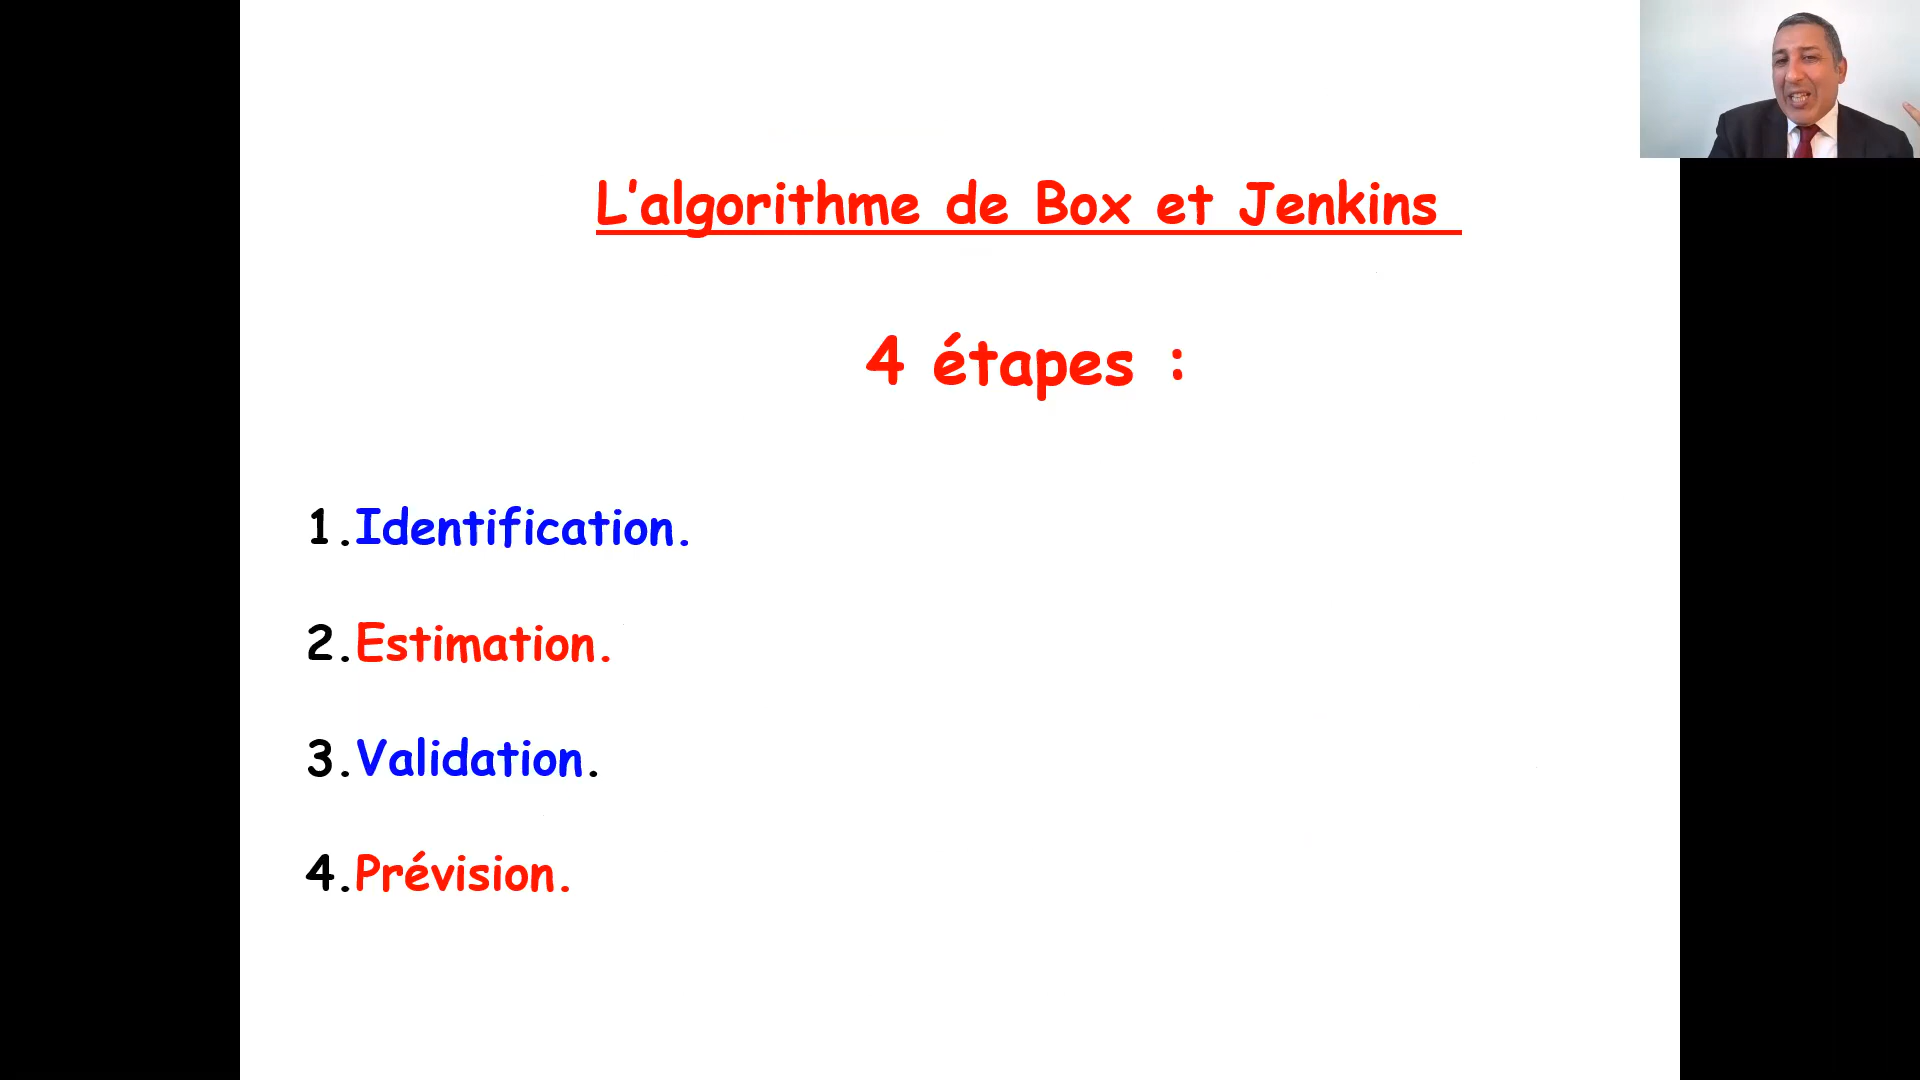 L'algorithme de Box et Jenkins
4 étapes :
1.Identification.
2.Estimation.
3.Validation.
4.Prévision.